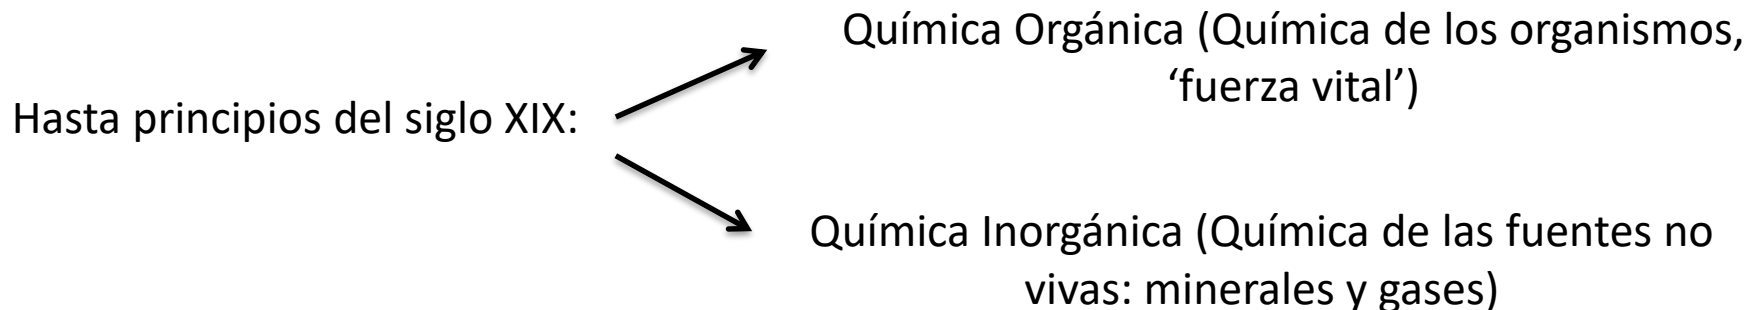 Química Orgánica (Química de los organismos,
‘fuerza vital’)
Hasta principios del siglo XIX:
Química Inorgánica (Química de las fuentes no
vivas: minerales y gases)